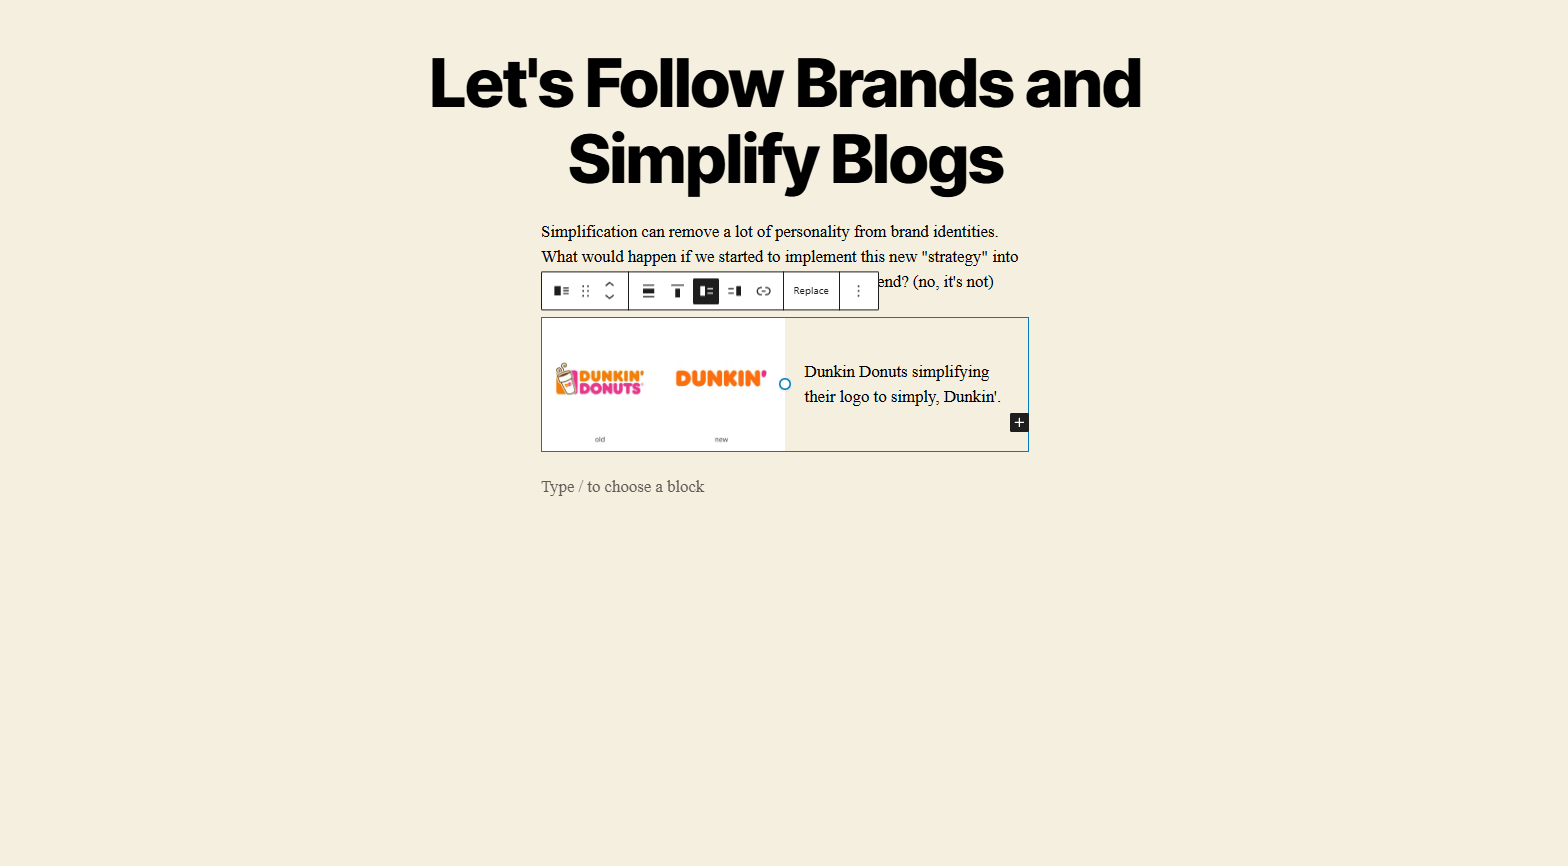 Let's Follow Brands and
Simplify Blogs
Simplification can remove a lot of personality from brand identities.
What would happen if we started to implement this new "strategy" into
end? (no, it's not)
Replace
DUNKIN'
DONUTS
DUNKIN'
old
new
Dunkin Donuts simplifying
their logo to simply, Dunkin'.
Type / to choose a block